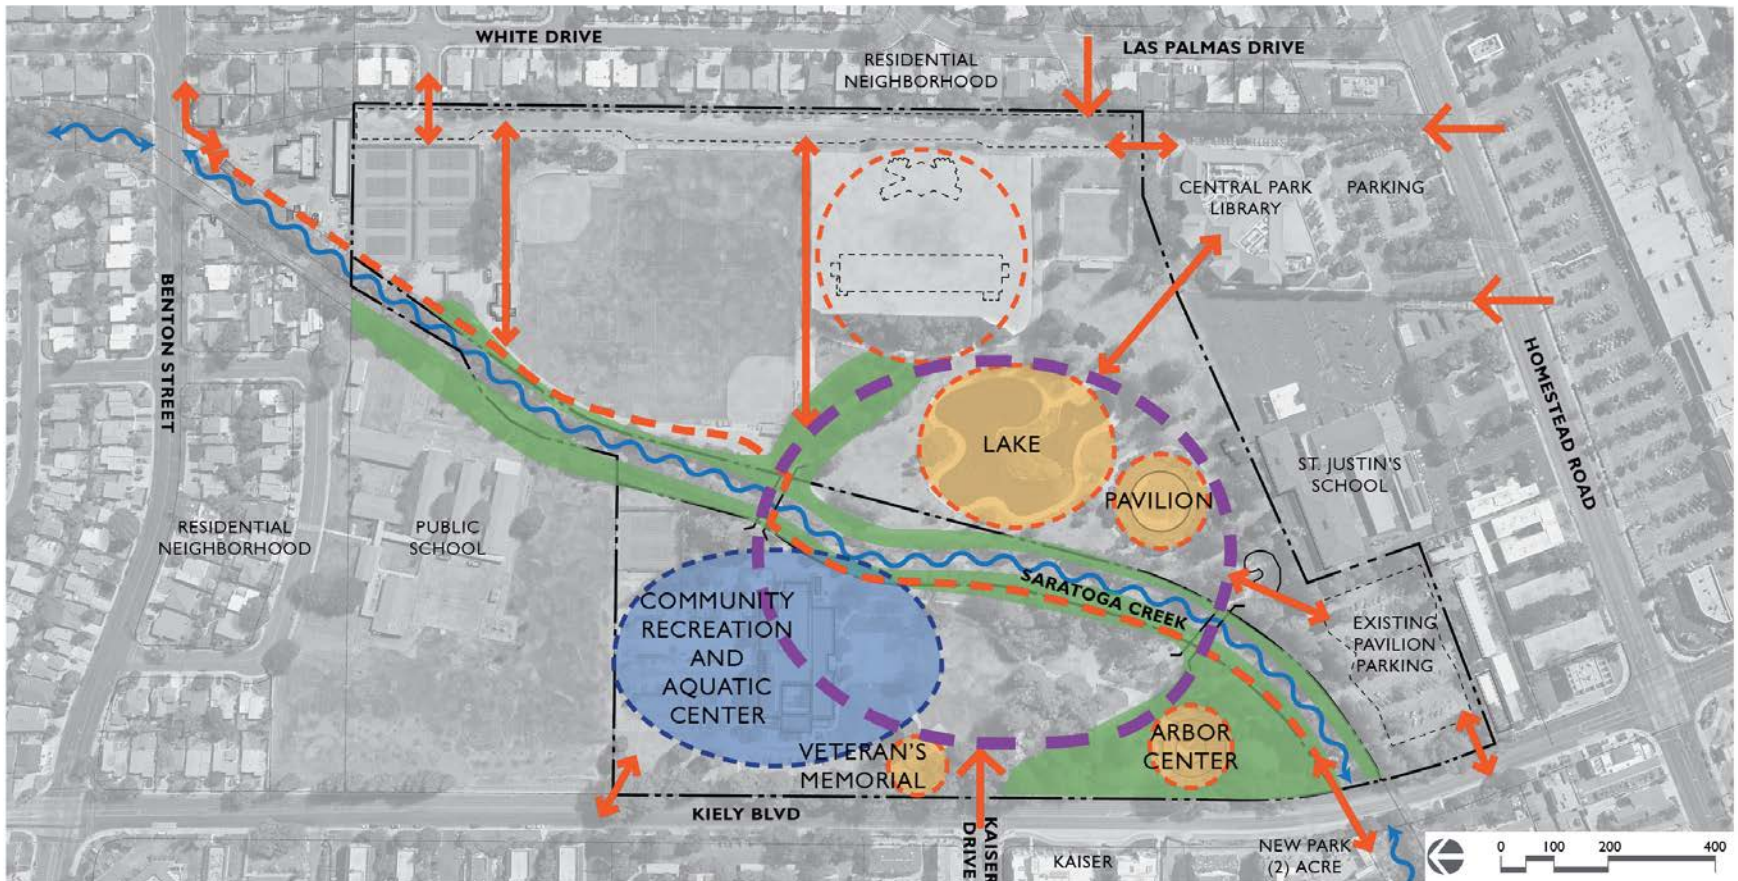 WHITE DRIVE
RESIDENTIAL
NEIGHBORHOOD
LAS PALMAS DRIVE
CENTRAL PARK
LIBRARY
PARKING
BENTON STREET
HOMESTEAD ROAD
LAKE
PAVILION
ST. JUSTIN'S
SCHOOL
RESIDENTIAL
NEIGHBORHOOD
PUBLIC
SCHOOL
SARATOGA CREEK
COMMUNITY
RECREATION
AND
AQUATIC
CENTER
EXISTING
PAVILION
PARKING
VETERAN'S
MEMORIAL
ARBOR
CENTER
KIELY BLVD
KAISER
DRIVE
KAISER
NEW PARK
(2) ACRE
0 100 200 400